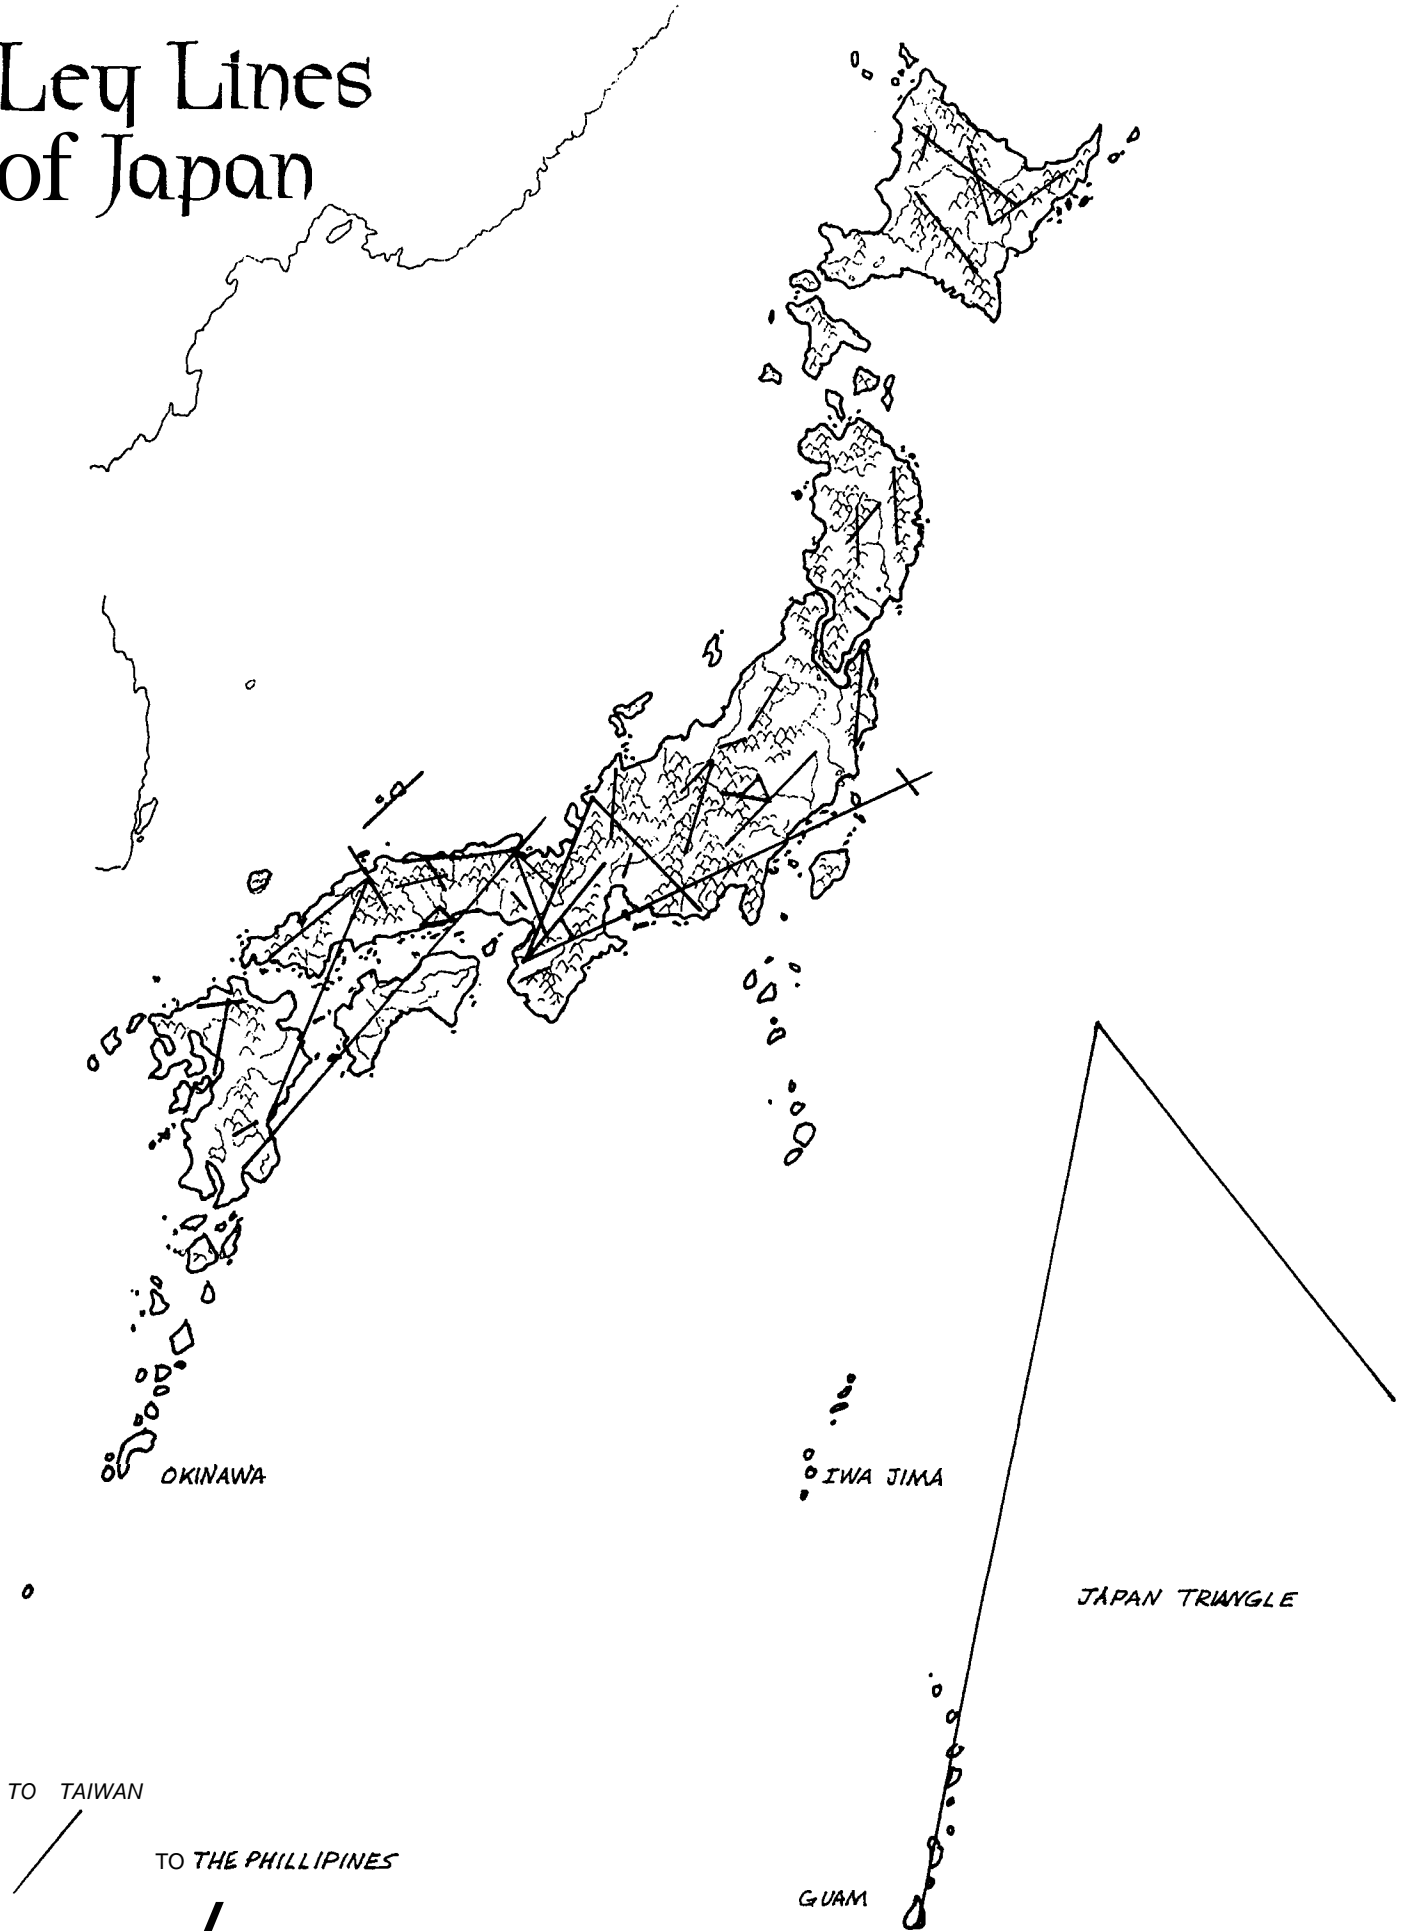 Ley Lines
of Japan
OKINAWA
IWA JIMA
JAPAN TRIANGLE
TO TAIWAN
TO THE PHILLIPINES
GUAM